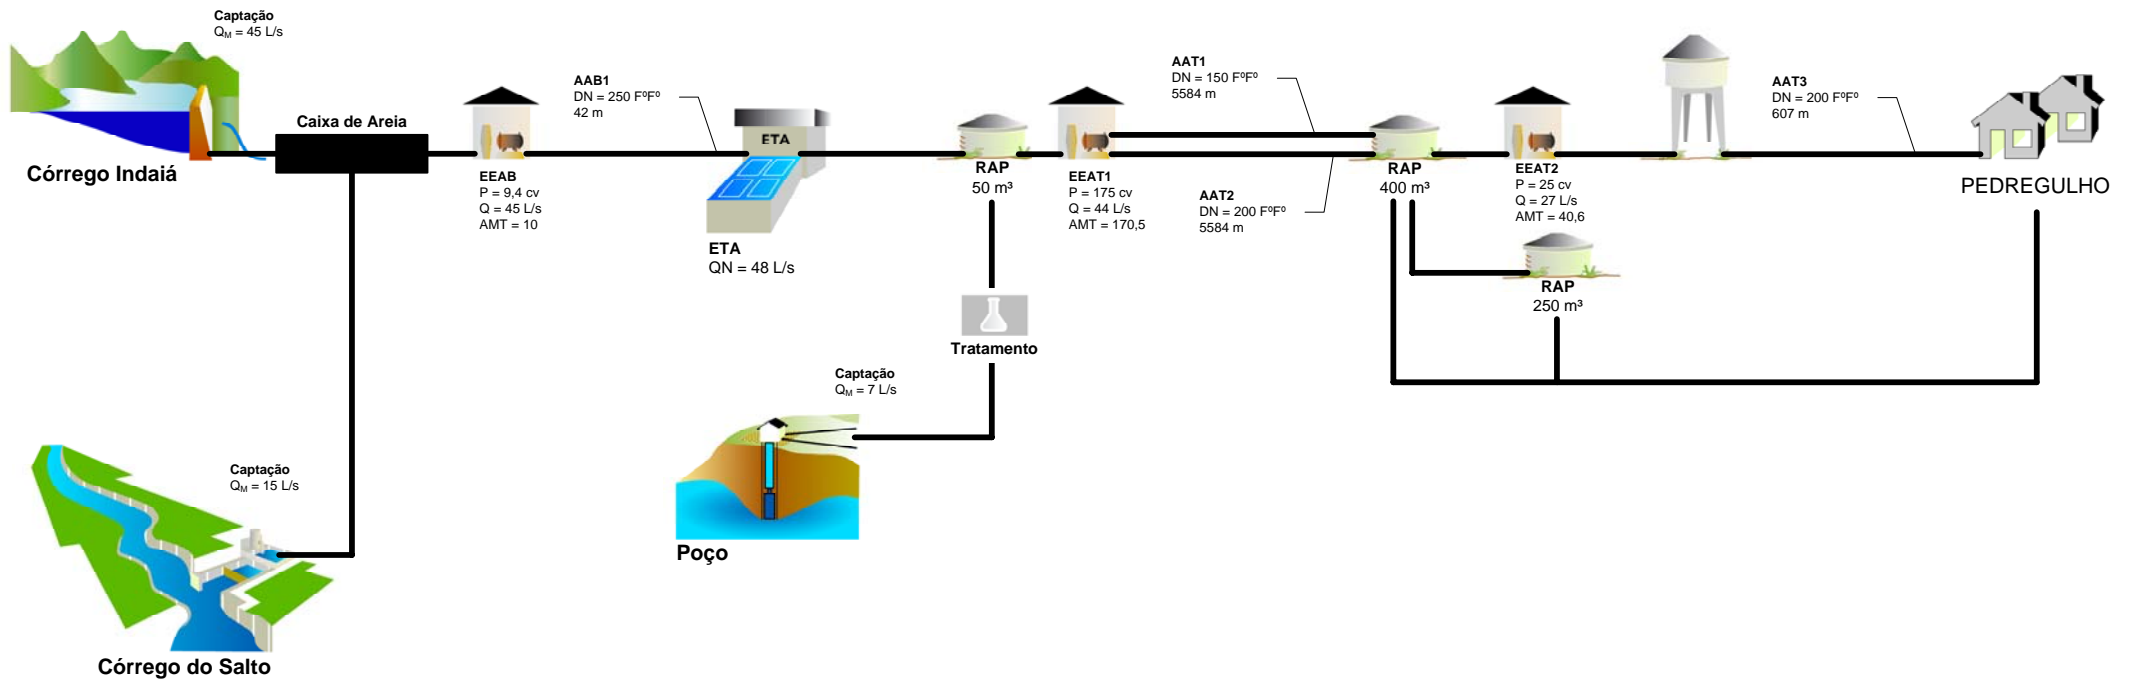 Captação
QM = 45 L/s
Córrego Indaiá
Caixa de Areia
EEAB
P = 9,4 cv
Q = 45 L/s
AMT = 10
AAB1
DN = 250 FºFº
42 m
ETA
ETA
QN = 48 L/s
RAP
50 m³
EEAT1
P = 175 cv
Q = 44 L/s
AMT = 170,5
AAT1
DN = 150 FºFº
5584 m
AAT2
DN = 200 FºFº
5584 m
RAP
400 m³
EEAT2
P = 25 cv
Q = 27 L/s
AMT = 40,6
RAP
250 m³
AAT3
DN = 200 FºFº
607 m
PEDREGULHO
Tratamento
Captação
QM = 7 L/s
Poço
Captação
QM = 15 L/s
Córrego do Salto